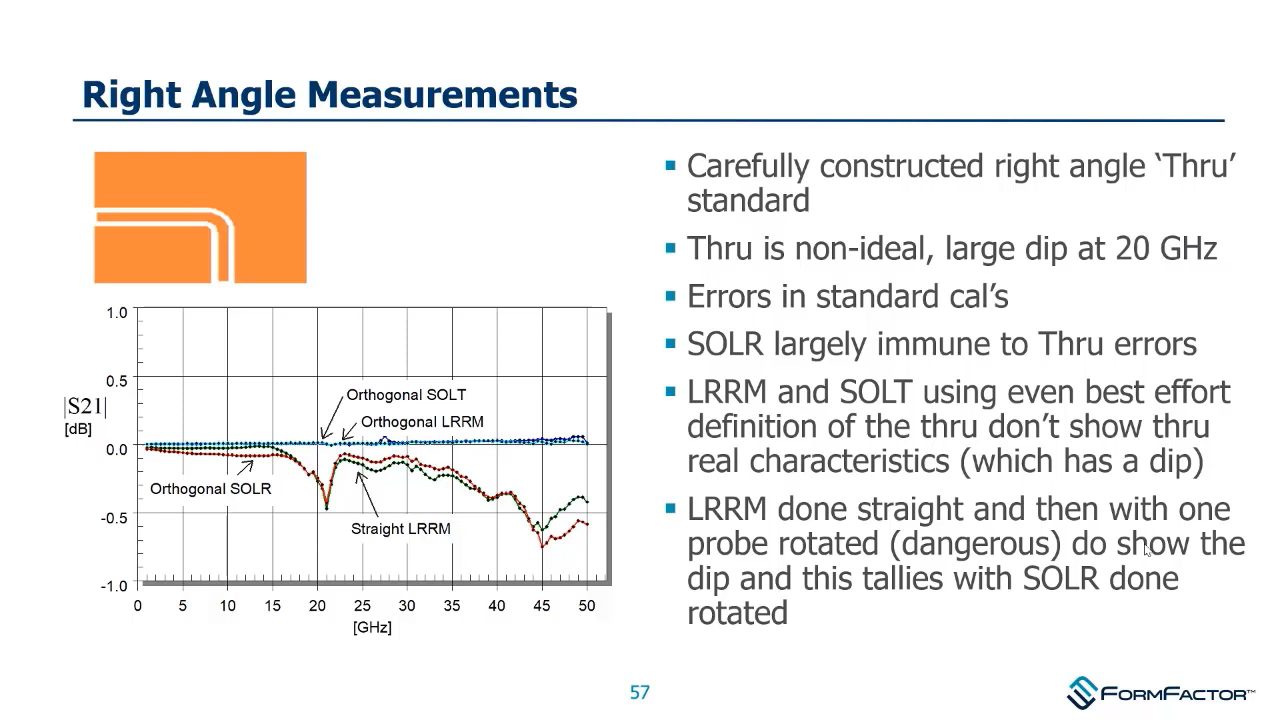 Right Angle Measurements
▪ Carefully constructed right angle ‘Thru’
standard
▪ Thru is non-ideal, large dip at 20 GHz
▪ Errors in standard cal’s
▪ SOLR largely immune to Thru errors
▪ LRRM and SOLT using even best effort
definition of the thru don’t show thru
real characteristics (which has a dip)
▪ LRRM done straight and then with one
probe rotated (dangerous) do show the
dip and this tallies with SOLR done
rotated
1.0
0.5
0.0
-0.5
-1.0
|S21|
[dB]
Orthogonal SOLT
Orthogonal LRRM
Orthogonal SOLR
Straight LRRM
0 5 10 15 20 25 30 35 40 45 50
[GHz]
57
FORMFACTOR™